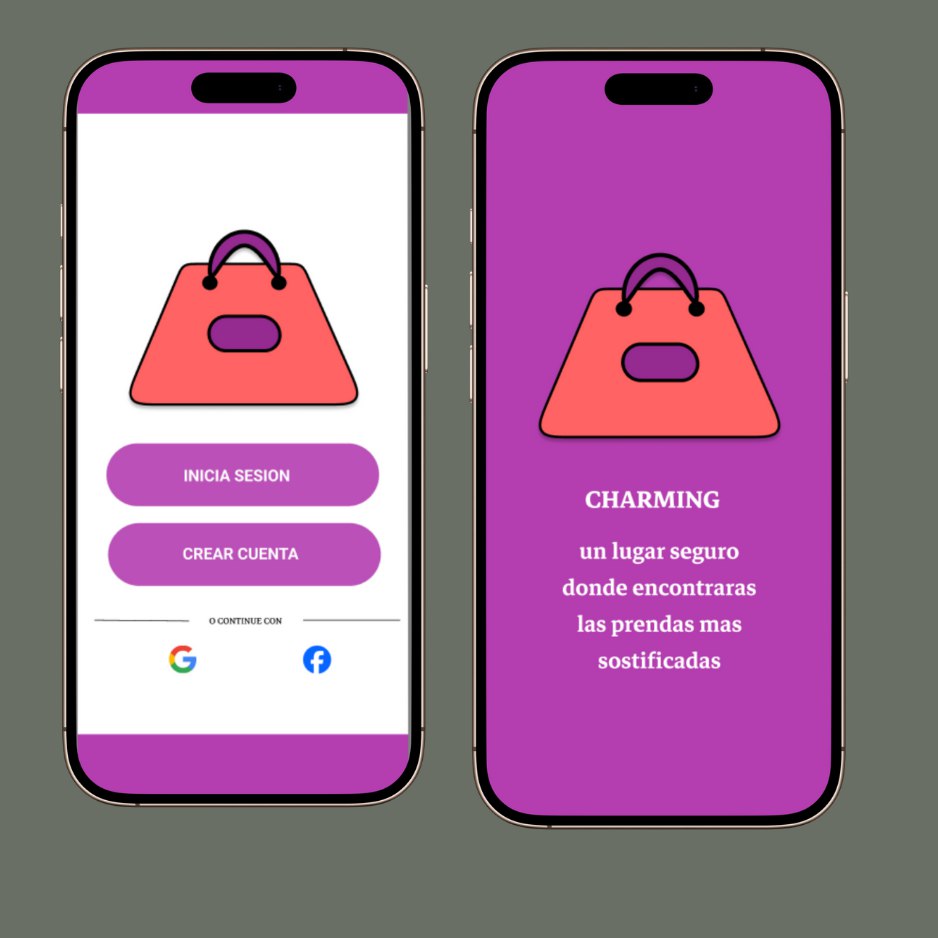 INICIA SESION
CREAR CUENTA
O CONTINUE CON
CHARMING
un lugar seguro
donde encontraras
las prendas mas
sostificadas